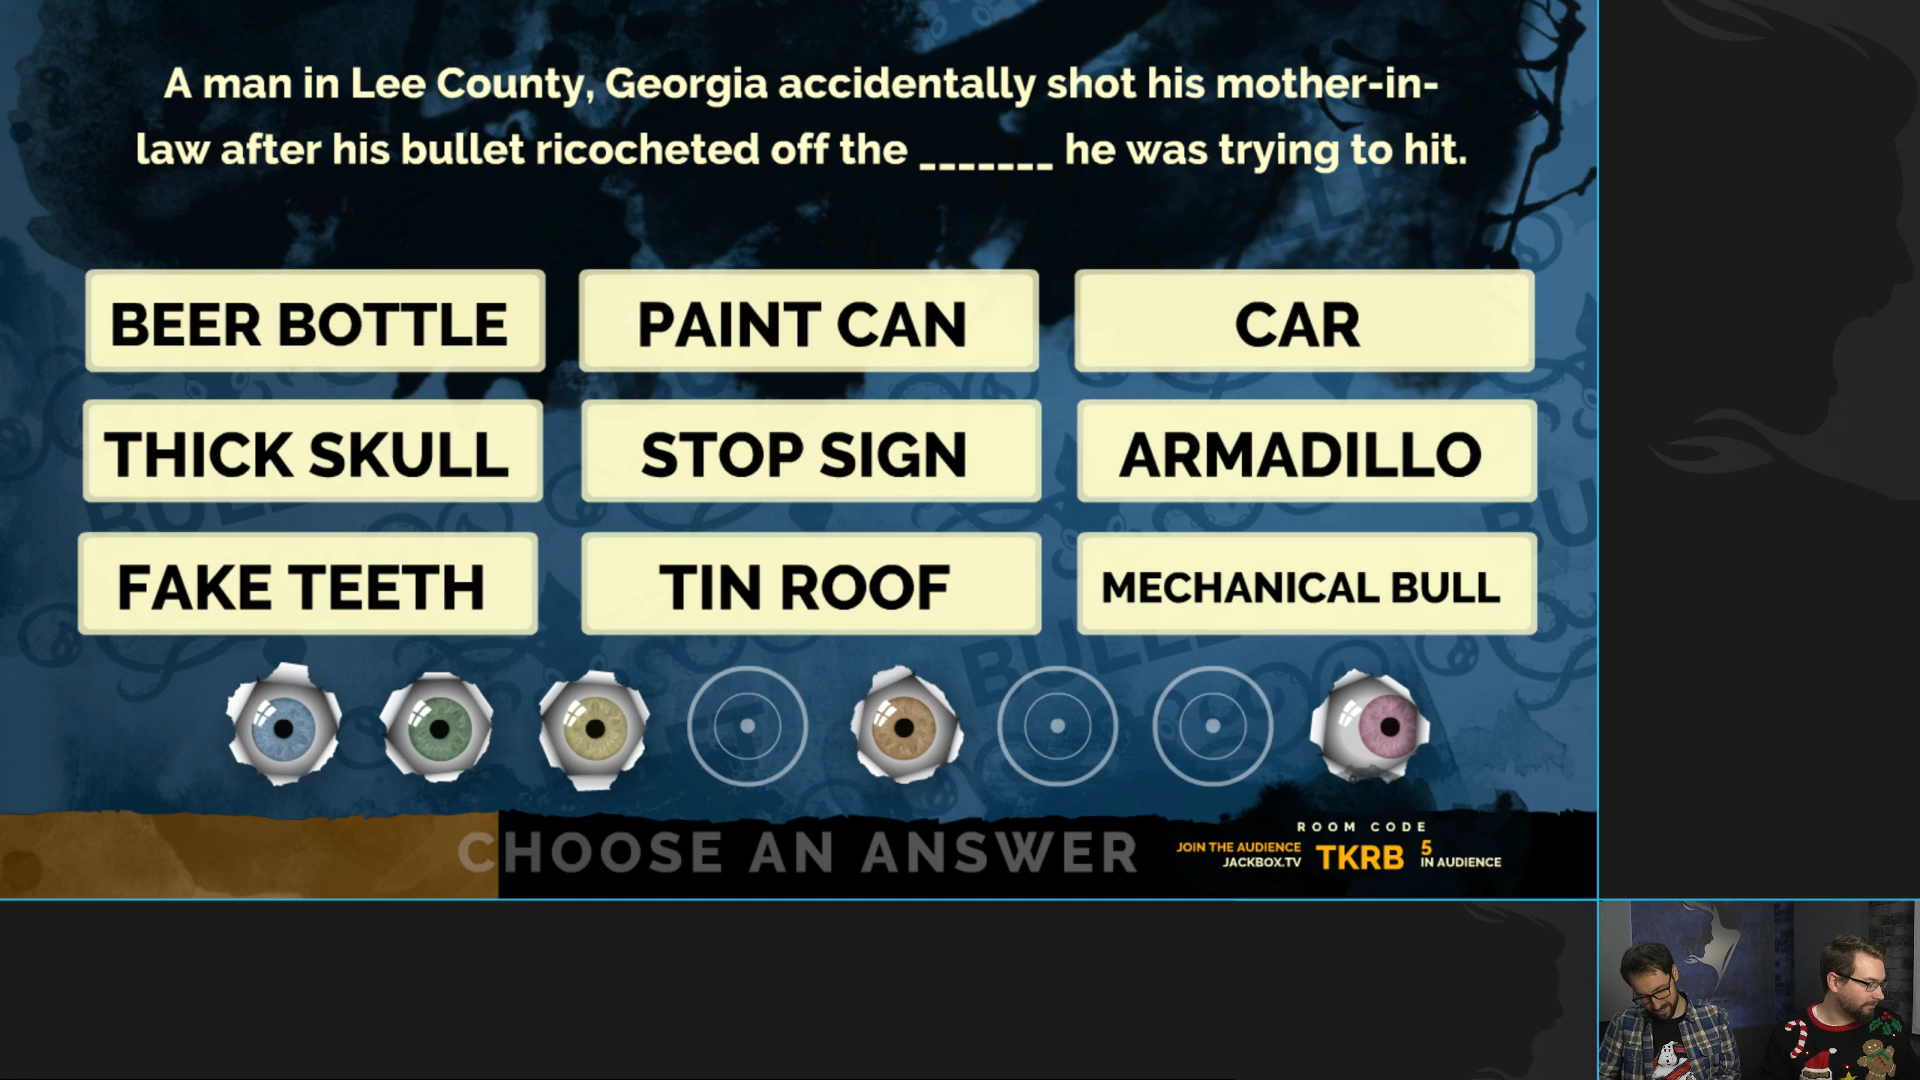 A man in Lee County, Georgia accidentally shot his mother-in-
law after his bullet ricocheted off the _______ he was trying to hit.
BEER BOTTLE
PAINT CAN
CAR
THICK SKULL
STOP SIGN
ARMADILLO
FAKE TEETH
TIN ROOF
MECHANICAL BULL
CHOOSE AN ANSWER
ROOM CODE
JOIN THE AUDIENCE
JACKBOX.TV
TKRB
5
IN AUDIENCE